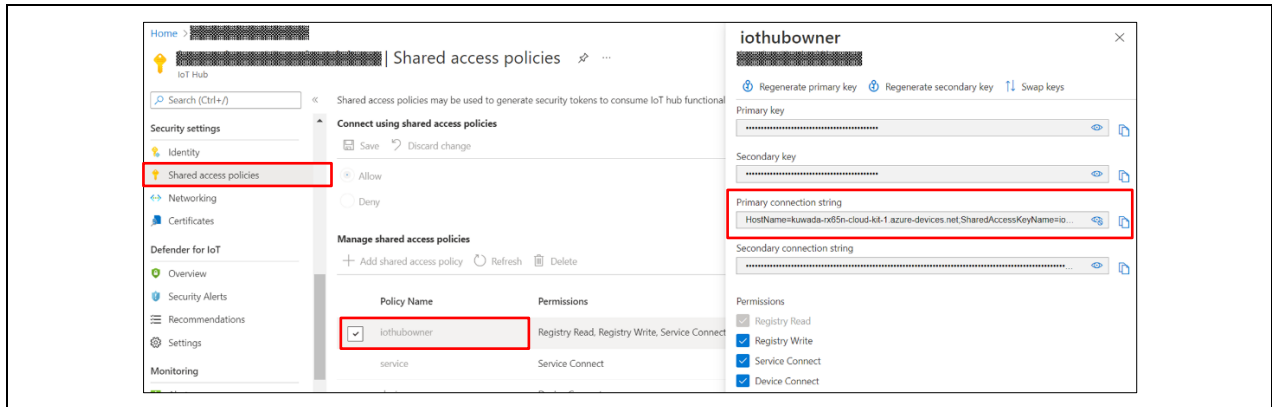 Home >
| Shared access policies ...
IoT Hub
Search (Ctrl+/)
«
Security settings
Identity
Shared access policies
Networking
Certificates
Defender for IoT
Overview
Security Alerts
Recommendations
Settings
Monitoring
Shared access policies may be used to generate security tokens to consume IoT hub functional
Connect using shared access policies
Save Discard change
Allow
Deny
Manage shared access policies
+ Add shared access policy Refresh Delete
Policy Name Permissions
iothubowner Registry Read, Registry Write, Service Connect
service Service Connect
iothubowner
Regenerate primary key Regenerate secondary key Swap keys
Primary key
Secondary key
Primary connection string
HostName=kuwada-rx65n-cloud-kit-1.azure-devices.net;SharedAccessKeyName=io...
Secondary connection string
Permissions
Registry Read
Registry Write
Service Connect
Device Connect